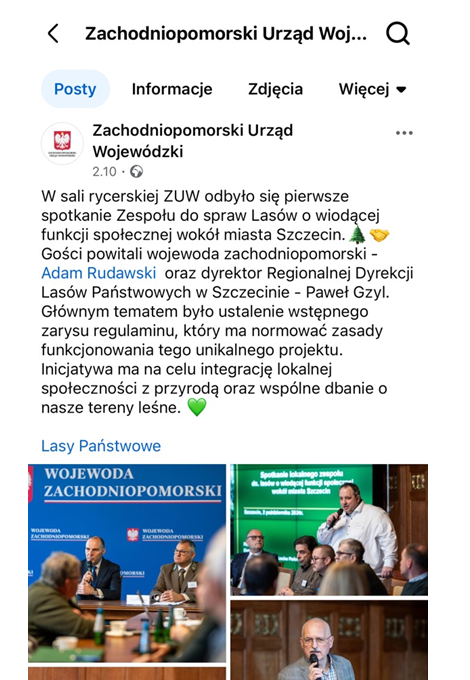 Zachodniopomorski Urząd Woj...
Posty
Informacje
Zdjęcia
Więcej
Zachodniopomorski Urząd
Wojewódzki
2.10 ·
W sali rycerskiej ZUW odbyło się pierwsze
spotkanie Zespołu do spraw Lasów o wiodącej
funkcji społecznej wokół miasta Szczecin.🌲🤝
Gości powitali wojewoda zachodniopomorski -
Adam Rudawski oraz dyrektor Regionalnej Dyrekcji
Lasów Państwowych w Szczecinie - Paweł Gzyl.
Głównym tematem było ustalenie wstępnego
zarysu regulaminu, który ma normować zasady
funkcjonowania tego unikalnego projektu.
Inicjatywa ma na celu integrację lokalnej
społeczności z przyrodą oraz wspólne dbanie o
nasze tereny leśne. 💚
Lasy Państwowe
WOJEWODA
ZACHODNIOPOMORSKI
WOJEWODA
ZACHODNIOPOMORSKI
WOJEWODA
ZACHODNIOPOMORSKI
Spotkanie lokalnego zespołu
ds. lasów o wiodącej funkcji społecznej
wokół miasta Szczecin
Szczecin, 2 października 2024r.